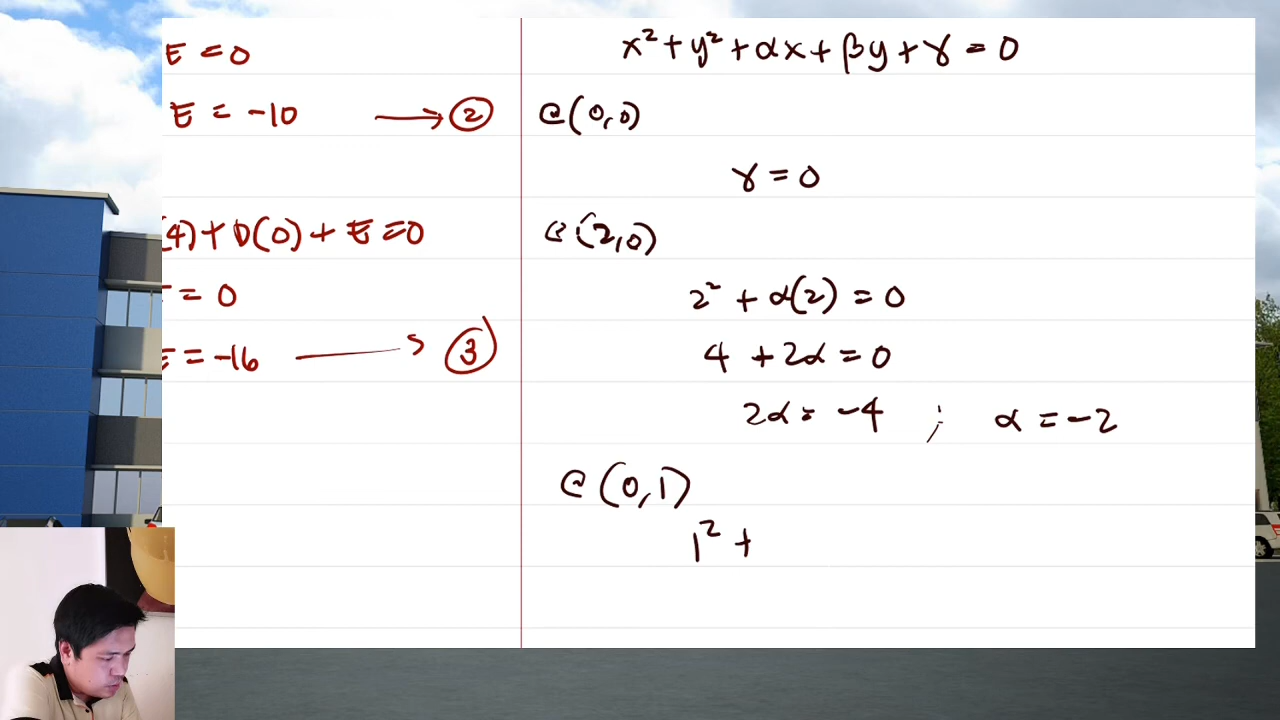 E = 0
E = -10 → ②
(4) + D(0) + E = 0
= 0
E = -16 → ③
x² + y² + αx + βy + γ = 0
@(0,0)
γ = 0
@(2,0)
2² + α(2) = 0
4 + 2α = 0
2α = -4 ; α = -2
@(0,1)
1² +